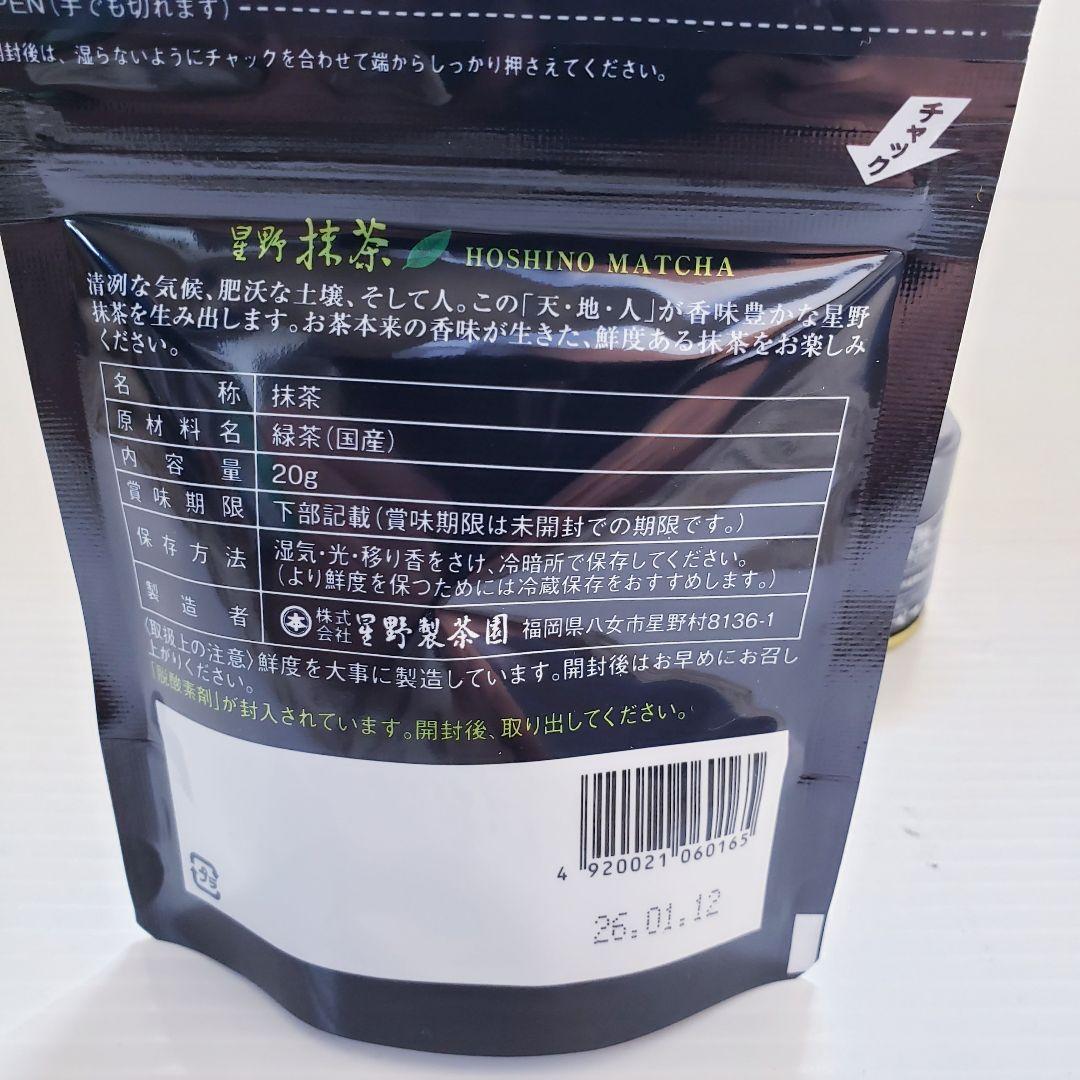 PEN(手でも切れます)
封後は、湿らないようにチャックを合わせて端からしっかり押さえてください。
チャック
星野 抹茶 HOSHINO MATCHA
清冽な気候、肥沃な土壌、そして人。この「天・地・人」が香味豊かな星野
抹茶を生み出します。お茶本来の香味が生きた、鮮度ある抹茶をお楽しみ
ください。
名称 抹茶
原材料名 緑茶(国産)
内容量 20g
賞味期限 下部記載(賞味期限は未開封での期限です。)
保存方法 湿気・光・移り香をさけ、冷暗所で保存してください。
(より鮮度を保つためには冷蔵保存をおすすめします。)
製造者 本 株式会社 星野製茶園 福岡県八女市星野村8136-1
〈取扱上の注意〉鮮度を大事に製造しています。開封後はお早めにお召し
上がりください。
「脱酸素剤」が封入されています。開封後、取り出してください。
プラ
4 920021 060165
26.01.12